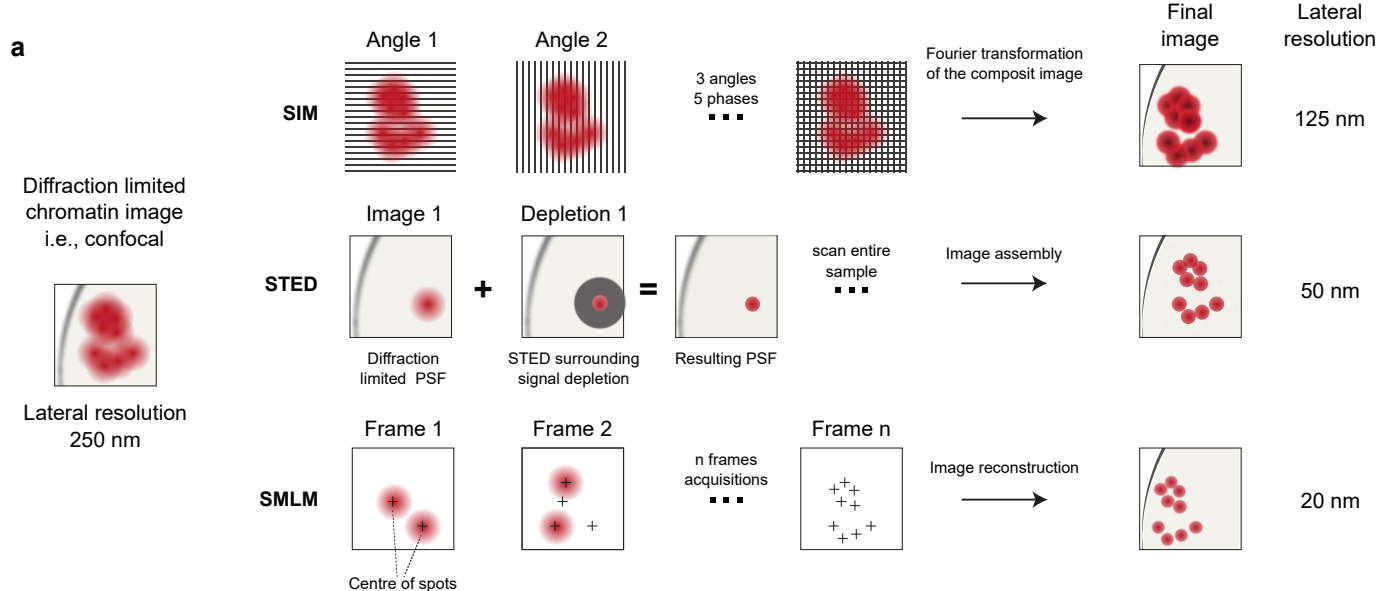 a
Diffraction limited
chromatin image
i.e., confocal
Lateral resolution
250 nm
Final
image
Lateral
resolution
SIM
Angle 1
Angle 2
3 angles
5 phases
Fourier transformation
of the composit image
125 nm
STED
Image 1
+
Depletion 1
=
scan entire
sample
Image assembly
50 nm
Diffraction
limited PSF
STED surrounding
signal depletion
Resulting PSF
SMLM
Frame 1
Frame 2
n frames
acquisitions
Frame n
Image reconstruction
20 nm
Centre of spots